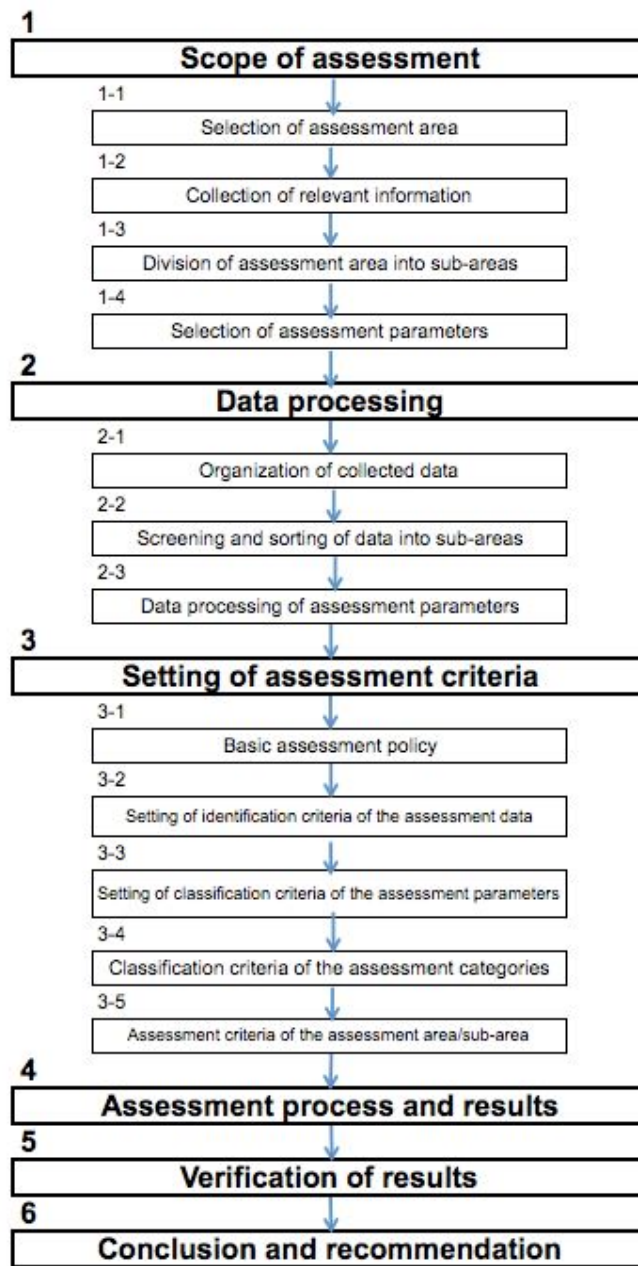 1
Scope of assessment
1-1
Selection of assessment area
1-2
Collection of relevant information
1-3
Division of assessment area into sub-areas
1-4
Selection of assessment parameters
2
Data processing
2-1
Organization of collected data
2-2
Screening and sorting of data into sub-areas
2-3
Data processing of assessment parameters
3
Setting of assessment criteria
3-1
Basic assessment policy
3-2
Setting of identification criteria of the assessment data
3-3
Setting of classification criteria of the assessment parameters
3-4
Classification criteria of the assessment categories
3-5
Assessment criteria of the assessment area/sub-area
4
Assessment process and results
5
Verification of results
6
Conclusion and recommendation